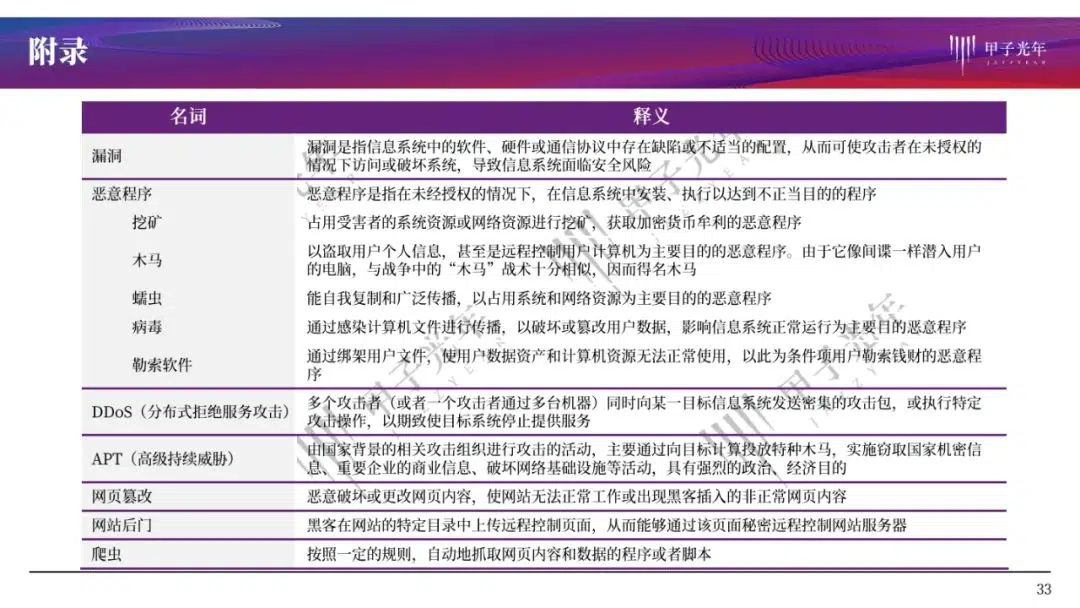 附录
甲子光年
JAZZYEAR
名词 释义
漏洞 漏洞是指信息系统中的软件、硬件或通信协议中存在缺陷或不适当的配置，从而可使攻击者在未授权的
情况下访问或破坏系统，导致信息系统面临安全风险
恶意程序 恶意程序是指在未经授权的情况下，在信息系统中安装、执行以达到不正当目的的程序
挖矿 占用受害者的系统资源或网络资源进行挖矿，获取加密货币牟利的恶意程序
木马 以盗取用户个人信息，甚至是远程控制用户计算机为主要目的的恶意程序。由于它像间谍一样潜入用户
的电脑，与战争中的“木马”战术十分相似，因而得名木马
蠕虫 能自我复制和广泛传播，以占用系统和网络资源为主要目的的恶意程序
病毒 通过感染计算机文件进行传播，以破坏或篡改用户数据，影响信息系统正常运行为主要目的恶意程序
勒索软件 通过绑架用户文件，使用户数据资产和计算机资源无法正常使用，以此为条件项用户勒索钱财的恶意程
序
DDoS（分布式拒绝服务攻击） 多个攻击者（或者一个攻击者通过多台机器）同时向某一目标信息系统发送密集的攻击包，或执行特定
攻击操作，以期致使目标系统停止提供服务
APT（高级持续威胁） 由国家背景的相关攻击组织进行攻击的活动，主要通过向目标计算投放特种木马，实施窃取国家机密信
息、重要企业的商业信息、破坏网络基础设施等活动，具有强烈的政治、经济目的
网页篡改 恶意破坏或更改网页内容，使网站无法正常工作或出现黑客插入的非正常网页内容
网站后门 黑客在网站的特定目录中上传远程控制页面，从而能够通过该页面秘密远程控制网站服务器
爬虫 按照一定的规则，自动地抓取网页内容和数据的程序或者脚本
33